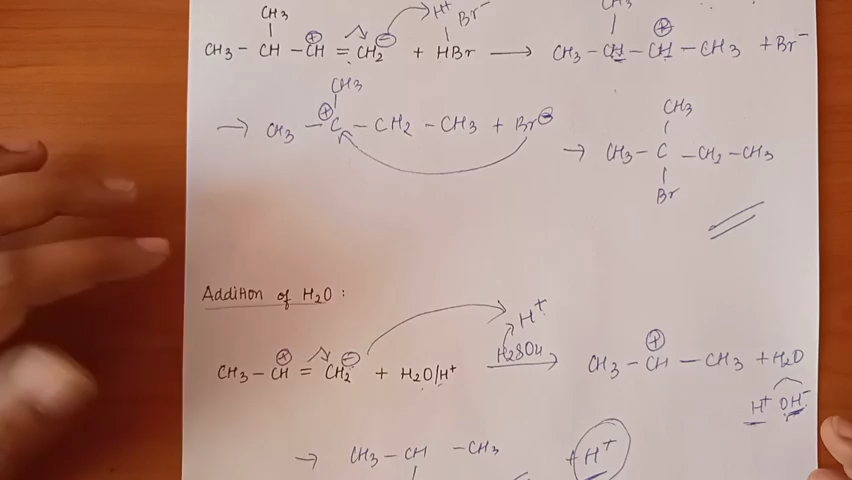 CH3
H+ Br-
CH3
CH3 - CH - CH = CH2 + HBr → CH3 - CH - CH - CH3 + Br-
CH3
→ CH3 - C - CH2 - CH3 + Br
CH3
→ CH3 - C - CH2 - CH3
Br
Addition of H2O :
H+
H2SO4
CH3 - CH = CH2 + H2O/H+ → CH3 - CH - CH3 + H2O
H+ OH-
→ CH3 - CH - CH3 + H+